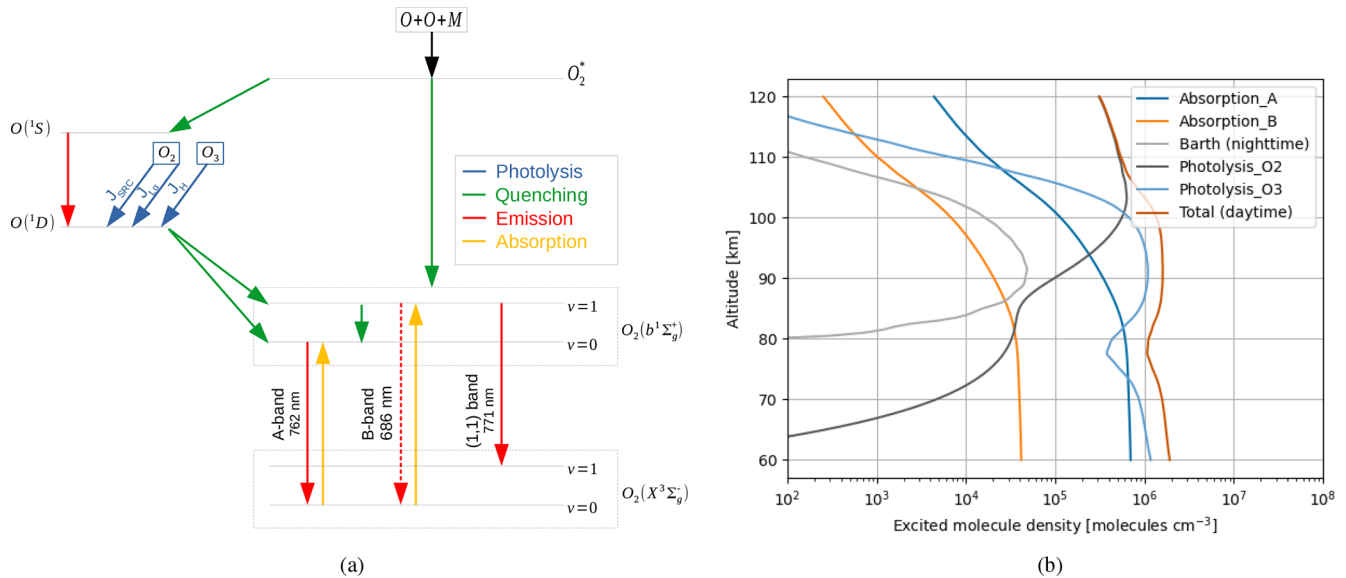 O+O+M
O₂*
O(¹S)
O₂
O₃
J_SRC
J_Lα
J_H
O(¹D)
Photolysis
Quenching
Emission
Absorption
v=1
v=0
O₂(b¹Σg⁺)
A-band
762 nm
B-band
686 nm
(1,1) band
771 nm
v=1
v=0
O₂(X³Σg⁻)
(a)
120
110
100
90
80
70
60
Altitude [km]
10²
10³
10⁴
10⁵
10⁶
10⁷
10⁸
Excited molecule density [molecules cm⁻³]
Absorption_A
Absorption_B
Barth (nighttime)
Photolysis_O2
Photolysis_O3
Total (daytime)
(b)